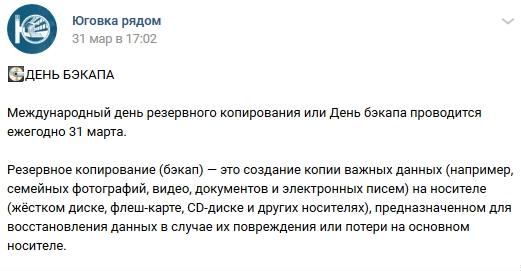 Юговка рядом
31 мар в 17:02
ДЕНЬ БЭКАПА
Международный день резервного копирования или День бэкапа проводится
ежегодно 31 марта.
Резервное копирование (бэкап) — это создание копии важных данных (например,
семейных фотографий, видео, документов и электронных писем) на носителе
(жёстком диске, флеш-карте, CD-диске и других носителях), предназначенном для
восстановления данных в случае их повреждения или потери на основном
носителе.